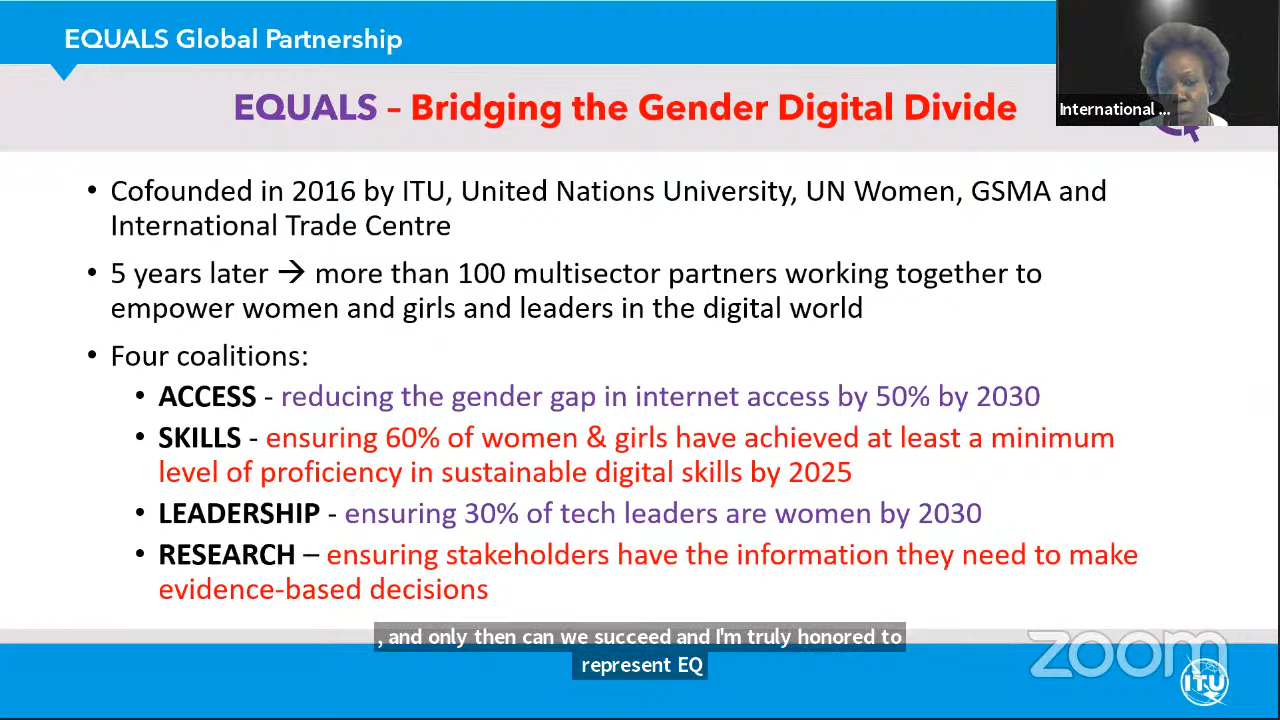 EQUALS Global Partnership
EQUALS – Bridging the Gender Digital Divide
International ...
• Cofounded in 2016 by ITU, United Nations University, UN Women, GSMA and
International Trade Centre
• 5 years later → more than 100 multisector partners working together to
empower women and girls and leaders in the digital world
• Four coalitions:
• ACCESS - reducing the gender gap in internet access by 50% by 2030
• SKILLS - ensuring 60% of women & girls have achieved at least a minimum
level of proficiency in sustainable digital skills by 2025
• LEADERSHIP - ensuring 30% of tech leaders are women by 2030
• RESEARCH – ensuring stakeholders have the information they need to make
evidence-based decisions
, and only then can we succeed and I'm truly honored to
represent EQ
zoom
ITU